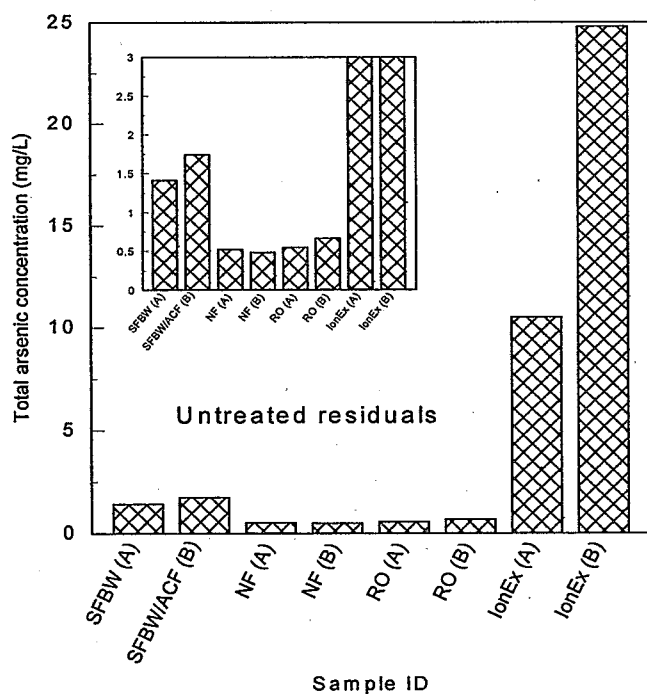 Total arsenic concentration (mg/L)
25
20
15
10
5
0
3
2.5
2
1.5
1
0.5
0
SFBW (A)
SFBW/ACF (B)
NF (A)
NF (B)
RO (A)
RO (B)
IonEx (A)
IonEx (B)
Untreated residuals
SFBW (A)
SFBW/ACF (B)
NF (A)
NF (B)
RO (A)
RO (B)
IonEx (A)
IonEx (B)
Sample ID